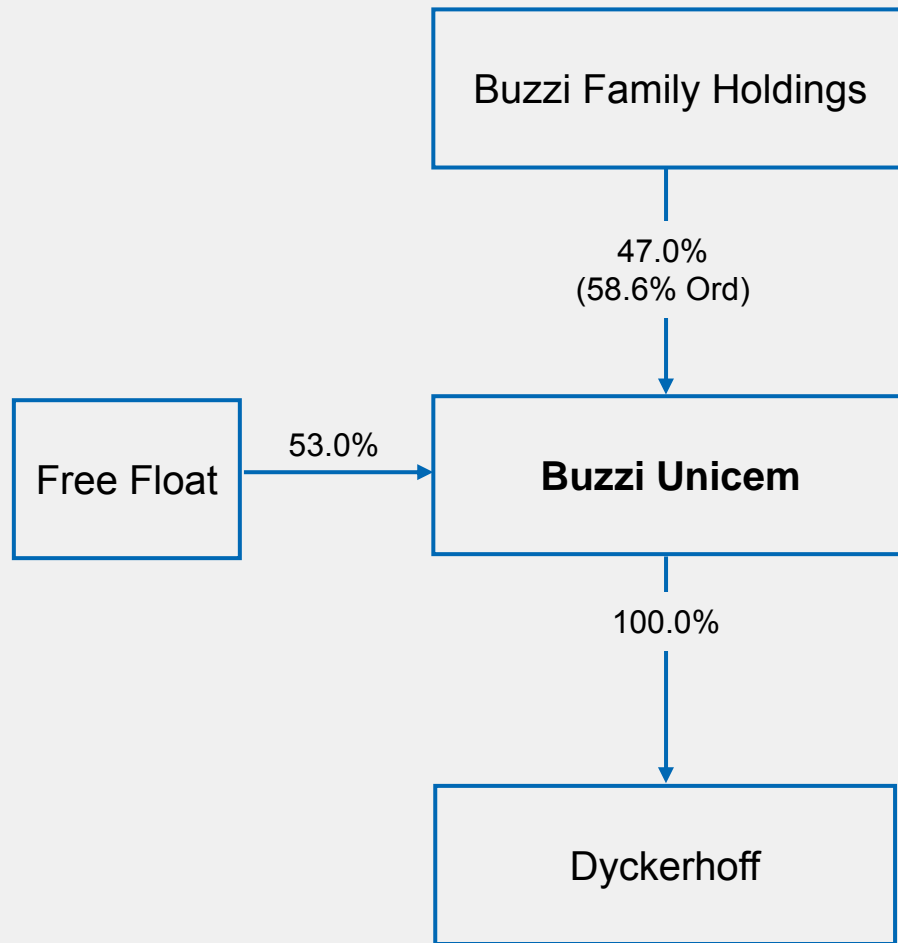 Buzzi Family Holdings
47.0%
(58.6% Ord)
Free Float
53.0%
Buzzi Unicem
100.0%
Dyckerhoff